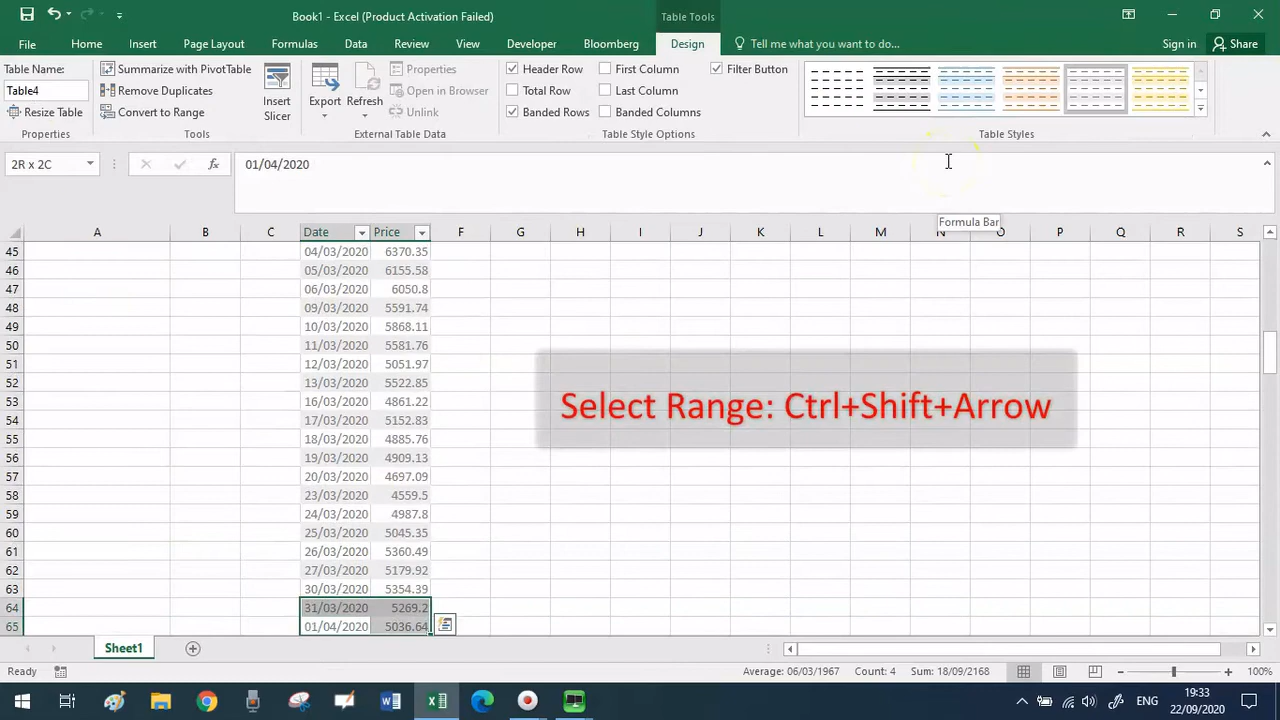 Book1 - Excel (Product Activation Failed)
Table Tools
File Home Insert Page Layout Formulas Data Review View Developer Bloomberg Design Tell me what you want to do... Sign in Share
Table Name:
Table4
Resize Table
Properties
Summarize with PivotTable
Remove Duplicates
Convert to Range
Tools
Insert
Slicer
Export
Refresh
Properties
Open in Browser
Unlink
External Table Data
Header Row First Column Filter Button
Total Row Last Column
Banded Rows Banded Columns
Table Style Options
Table Styles
2R x 2C
fx
01/04/2020
Formula Bar
A B C Date Price F G H I J K L M N O P Q R S
45 04/03/2020 6370.35
46 05/03/2020 6155.58
47 06/03/2020 6050.8
48 09/03/2020 5591.74
49 10/03/2020 5868.11
50 11/03/2020 5581.76
51 12/03/2020 5051.97
52 13/03/2020 5522.85
53 16/03/2020 4861.22
54 17/03/2020 5152.83
55 18/03/2020 4885.76
56 19/03/2020 4909.13
57 20/03/2020 4697.09
58 23/03/2020 4559.5
59 24/03/2020 4987.8
60 25/03/2020 5045.35
61 26/03/2020 5360.49
62 27/03/2020 5179.92
63 30/03/2020 5354.39
64 31/03/2020 5269.2
65 01/04/2020 5036.64
Select Range: Ctrl+Shift+Arrow
Sheet1
Ready
Average: 06/03/1967 Count: 4 Sum: 18/09/2168
100%
ENG
19:33
22/09/2020